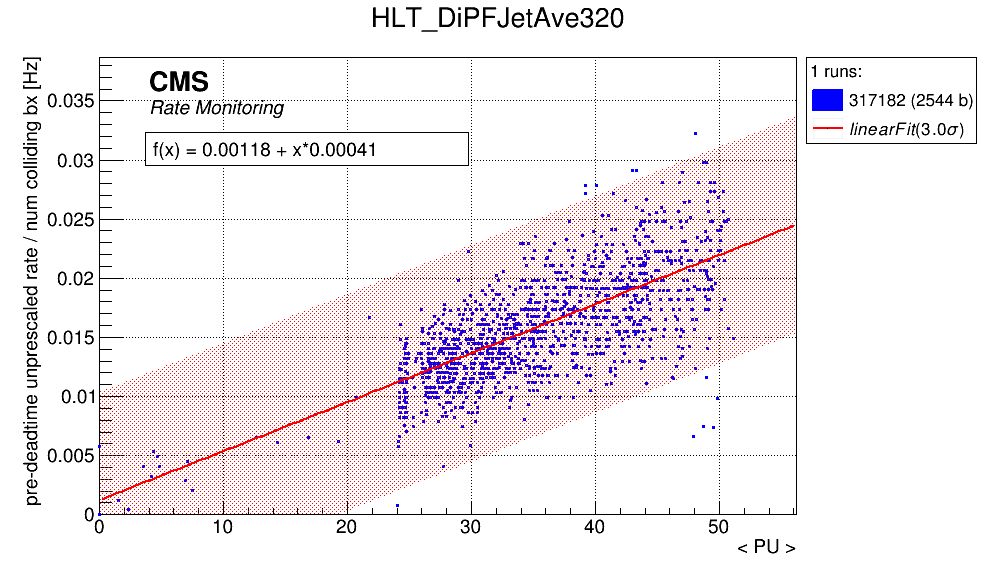 HLT_DiPFJetAve320
pre-deadtime unprescaled rate / num colliding bx [Hz]
CMS
Rate Monitoring
f(x) = 0.00118 + x*0.00041
1 runs:
317182 (2544 b)
linearFit(3.0σ)
0.035
0.03
0.025
0.02
0.015
0.01
0.005
0
0 10 20 30 40 50
< PU >